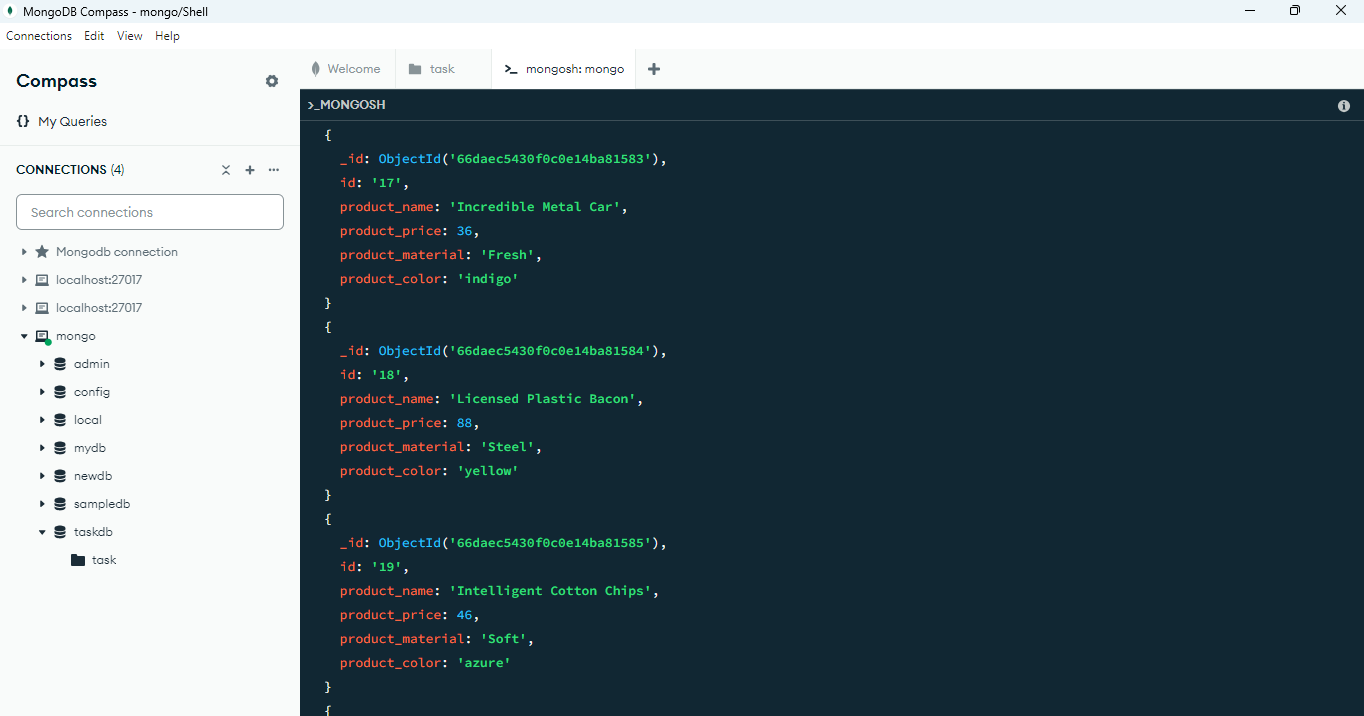 MongoDB Compass - mongo/Shell
Connections Edit View Help
Compass
{} My Queries
CONNECTIONS (4)
Search connections
Mongodb connection
localhost:27017
localhost:27017
mongo
admin
config
local
mydb
newdb
sampledb
taskdb
task
Welcome task >_ mongosh: mongo
>_MONGOSH
{
_id: ObjectId('66daec5430f0c0e14ba81583'),
id: '17',
product_name: 'Incredible Metal Car',
product_price: 36,
product_material: 'Fresh',
product_color: 'indigo'
}
{
_id: ObjectId('66daec5430f0c0e14ba81584'),
id: '18',
product_name: 'Licensed Plastic Bacon',
product_price: 88,
product_material: 'Steel',
product_color: 'yellow'
}
{
_id: ObjectId('66daec5430f0c0e14ba81585'),
id: '19',
product_name: 'Intelligent Cotton Chips',
product_price: 46,
product_material: 'Soft',
product_color: 'azure'
}
{